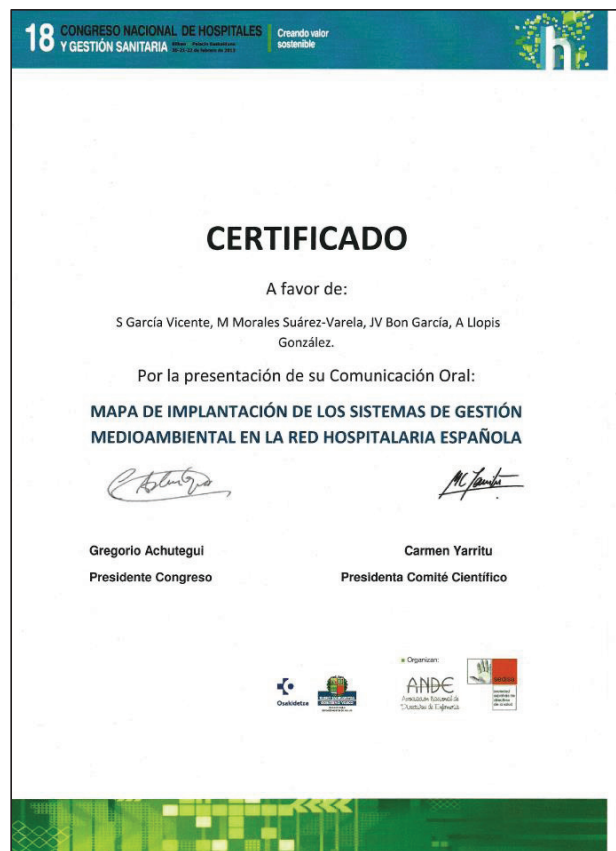 18 CONGRESO NACIONAL DE HOSPITALES
Y GESTIÓN SANITARIA
Creando valor
sostenible
h
CERTIFICADO
A favor de:
S García Vicente, M Morales Suárez-Varela, JV Bon García, A Llopis
González.
Por la presentación de su Comunicación Oral:
MAPA DE IMPLANTACIÓN DE LOS SISTEMAS DE GESTIÓN
MEDIOAMBIENTAL EN LA RED HOSPITALARIA ESPAÑOLA
Gregorio Achutegui
Presidente Congreso
Carmen Yarritu
Presidenta Comité Científico
Organizan:
Osakidetza
ANDE
Asociación Nacional de
Directivos de Enfermería
sedisa